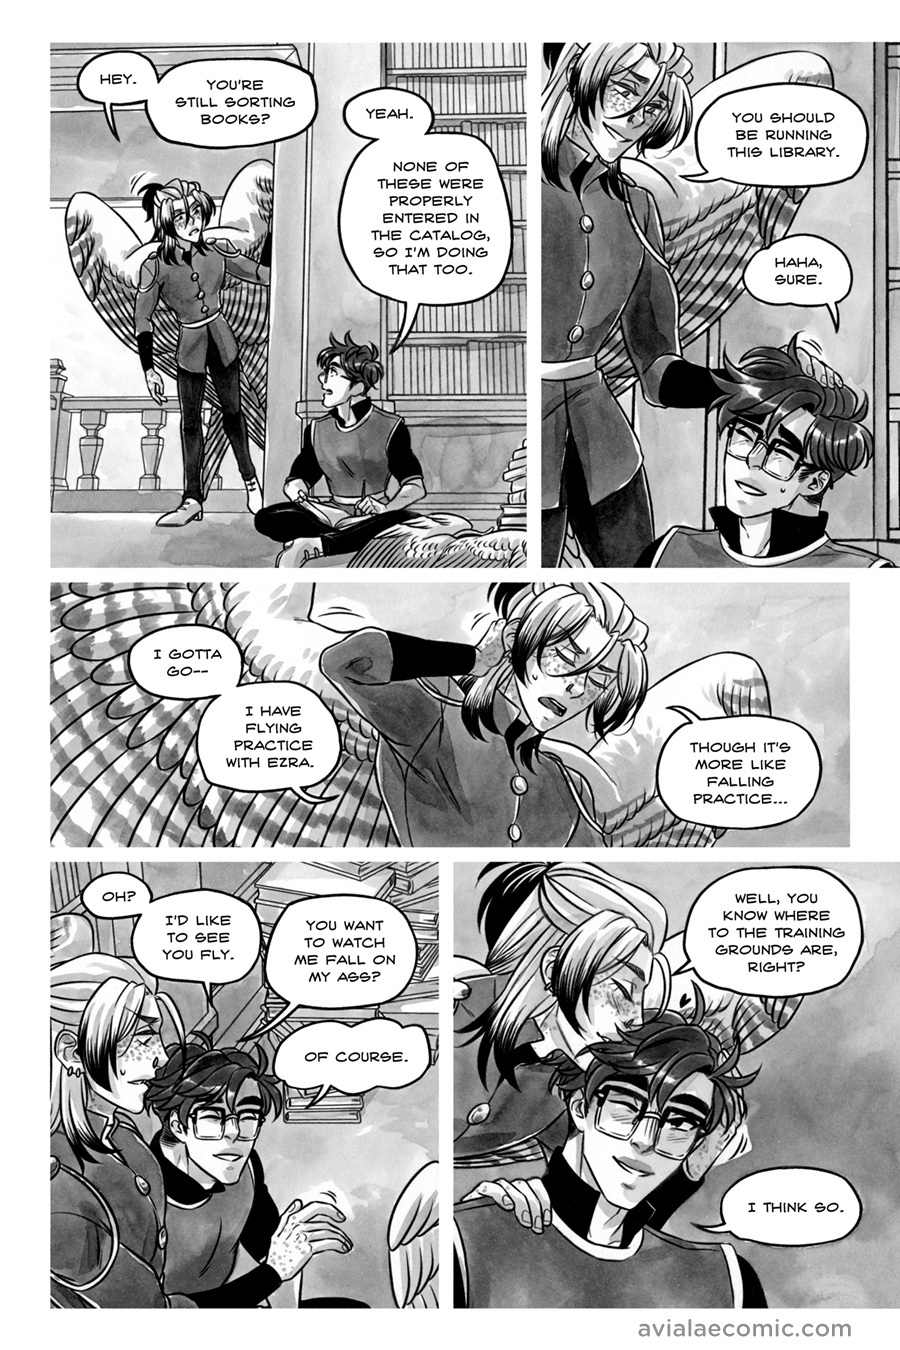 HEY.
YOU'RE
STILL SORTING
BOOKS?
YEAH.
NONE OF
THESE WERE
PROPERLY
ENTERED IN
THE CATALOG,
SO I'M DOING
THAT TOO.
YOU SHOULD
BE RUNNING
THIS LIBRARY.
HAHA,
SURE.
I GOTTA
GO--
I HAVE
FLYING
PRACTICE
WITH EZRA.
THOUGH IT'S
MORE LIKE
FALLING
PRACTICE...
OH?
I'D LIKE
TO SEE
YOU FLY.
YOU WANT
TO WATCH
ME FALL ON
MY ASS?
OF COURSE.
WELL, YOU
KNOW WHERE
TO THE TRAINING
GROUNDS ARE,
RIGHT?
I THINK SO.
avialaecomic.com